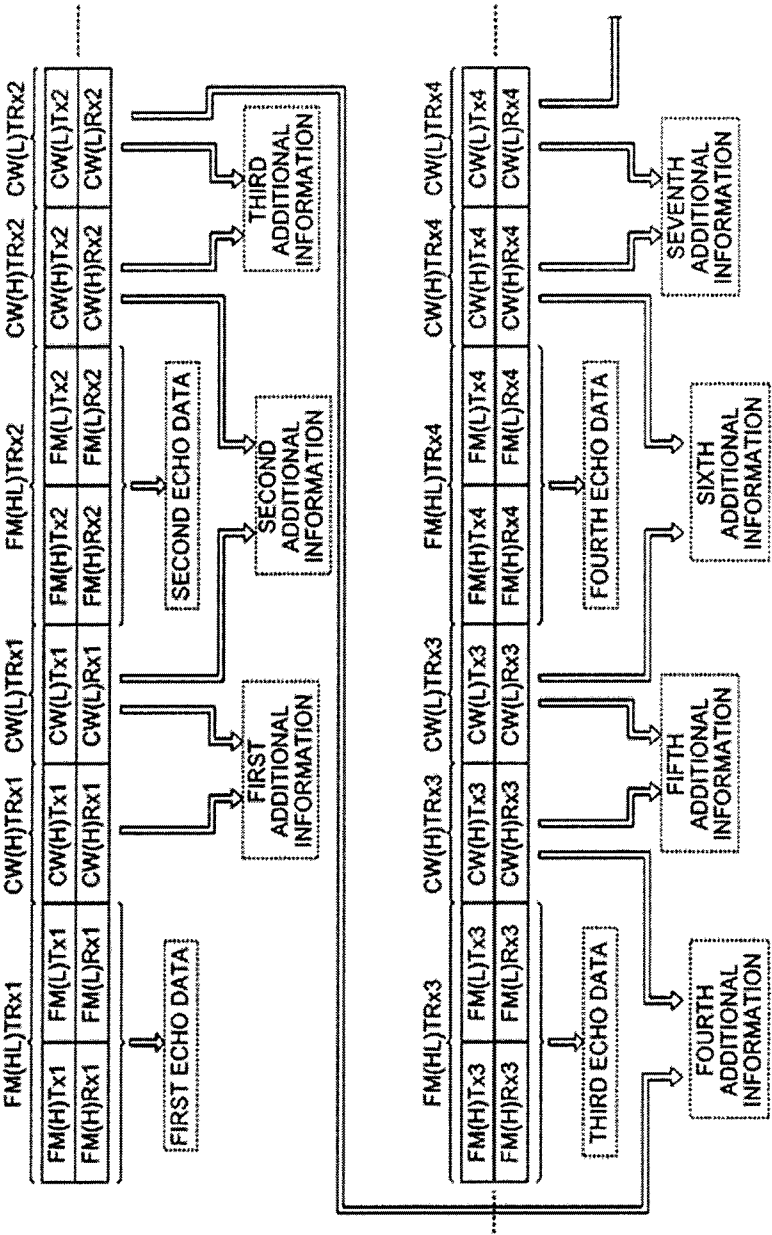 FM(HL)TRx1 CW(H)TRx1 CW(L)TRx1 FM(HL)TRx2 CW(H)TRx2 CW(L)TRx2
FM(H)Tx1 FM(L)Tx1 CW(H)Tx1 CW(L)Tx1 FM(H)Tx2 FM(L)Tx2 CW(H)Tx2 CW(L)Tx2
FM(H)Rx1 FM(L)Rx1 CW(H)Rx1 CW(L)Rx1 FM(H)Rx2 FM(L)Rx2 CW(H)Rx2 CW(L)Rx2
FIRST ECHO DATA
SECOND ECHO DATA
FIRST
ADDITIONAL
INFORMATION
SECOND
ADDITIONAL
INFORMATION
THIRD
ADDITIONAL
INFORMATION
FM(HL)TRx3 CW(H)TRx3 CW(L)TRx3 FM(HL)TRx4 CW(H)TRx4 CW(L)TRx4
FM(H)Tx3 FM(L)Tx3 CW(H)Tx3 CW(L)Tx3 FM(H)Tx4 FM(L)Tx4 CW(H)Tx4 CW(L)Tx4
FM(H)Rx3 FM(L)Rx3 CW(H)Rx3 CW(L)Rx3 FM(H)Rx4 FM(L)Rx4 CW(H)Rx4 CW(L)Rx4
THIRD ECHO DATA
FOURTH ECHO DATA
FOURTH
ADDITIONAL
INFORMATION
FIFTH
ADDITIONAL
INFORMATION
SIXTH
ADDITIONAL
INFORMATION
SEVENTH
ADDITIONAL
INFORMATION